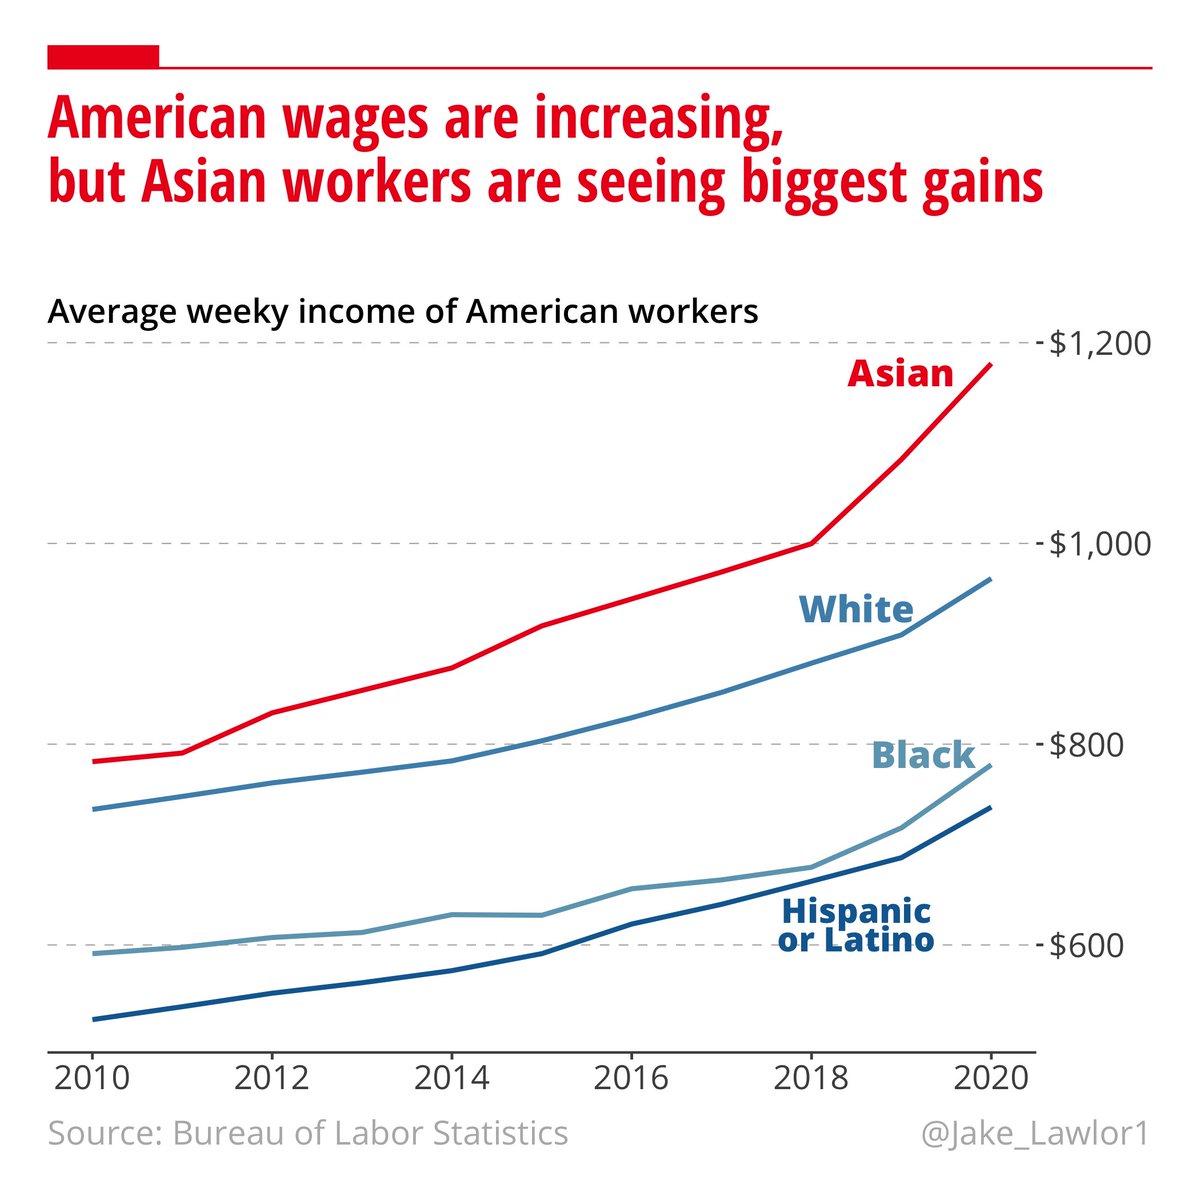 American wages are increasing,
but Asian workers are seeing biggest gains
Average weeky income of American workers
$1,200
Asian
$1,000
White
$800
Black
Hispanic
or Latino
$600
2010 2012 2014 2016 2018 2020
Source: Bureau of Labor Statistics @Jake_Lawlor1